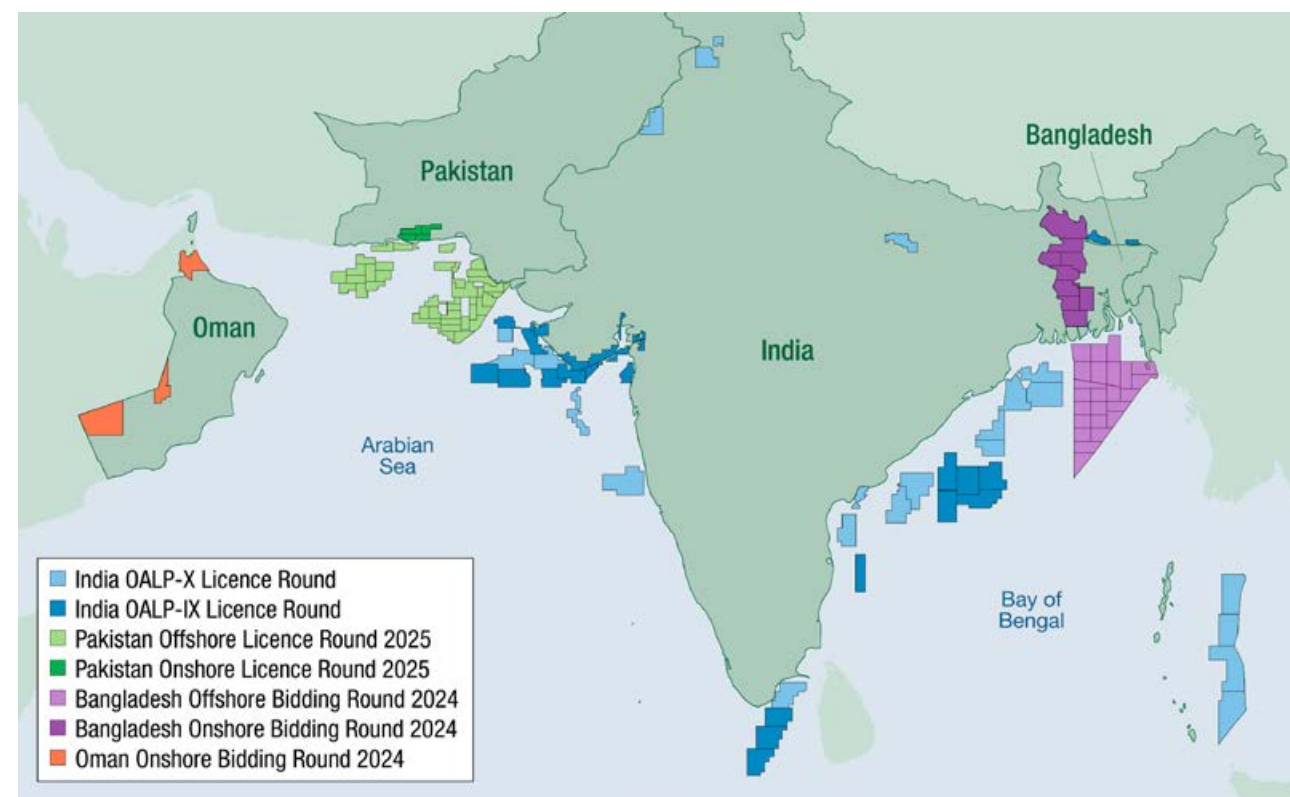 Bangladesh
Pakistan
Oman
India
Arabian
Sea
Bay of
Bengal
India OALP-X Licence Round
India OALP-IX Licence Round
Pakistan Offshore Licence Round 2025
Pakistan Onshore Licence Round 2025
Bangladesh Offshore Bidding Round 2024
Bangladesh Onshore Bidding Round 2024
Oman Onshore Bidding Round 2024